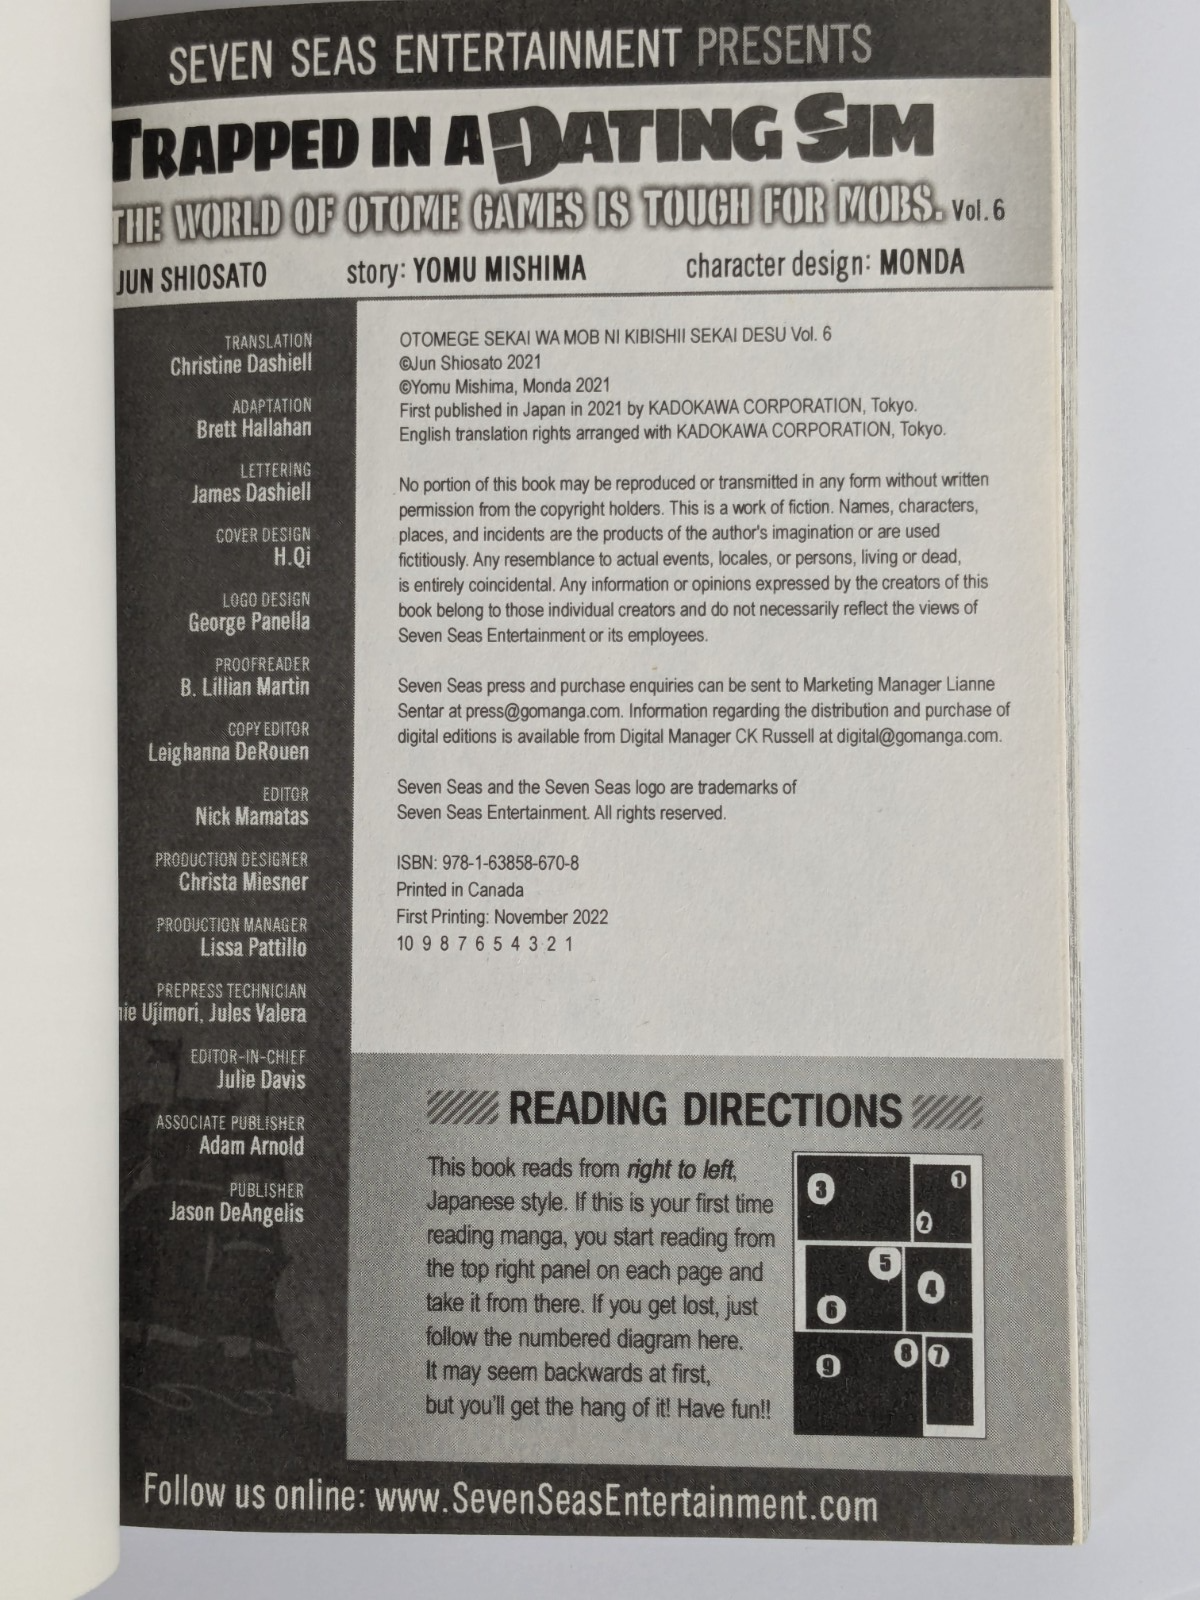 SEVEN SEAS ENTERTAINMENT PRESENTS
TRAPPED IN A DATING SIM
THE WORLD OF OTOME GAMES IS TOUGH FOR MOBS. Vol. 6
JUN SHIOSATO story: YOMU MISHIMA character design: MONDA
TRANSLATION
Christine Dashiell
ADAPTATION
Brett Hallahan
LETTERING
James Dashiell
COVER DESIGN
H.Qi
LOGO DESIGN
George Panella
PROOFREADER
B. Lillian Martin
COPY EDITOR
Leighanna DeRouen
EDITOR
Nick Mamatas
PRODUCTION DESIGNER
Christa Miesner
PRODUCTION MANAGER
Lissa Pattillo
PREPRESS TECHNICIAN
Ujimori, Jules Valera
EDITOR-IN-CHIEF
Julie Davis
ASSOCIATE PUBLISHER
Adam Arnold
PUBLISHER
Jason DeAngelis
OTOMEGE SEKAI WA MOB NI KIBISHII SEKAI DESU Vol. 6
©Jun Shiosato 2021
©Yomu Mishima, Monda 2021
First published in Japan in 2021 by KADOKAWA CORPORATION, Tokyo.
English translation rights arranged with KADOKAWA CORPORATION, Tokyo.
No portion of this book may be reproduced or transmitted in any form without written
permission from the copyright holders. This is a work of fiction. Names, characters,
places, and incidents are the products of the author's imagination or are used
fictitiously. Any resemblance to actual events, locales, or persons, living or dead,
is entirely coincidental. Any information or opinions expressed by the creators of this
book belong to those individual creators and do not necessarily reflect the views of
Seven Seas Entertainment or its employees.
Seven Seas press and purchase enquiries can be sent to Marketing Manager Lianne
Sentar at press@gomanga.com. Information regarding the distribution and purchase of
digital editions is available from Digital Manager CK Russell at digital@gomanga.com.
Seven Seas and the Seven Seas logo are trademarks of
Seven Seas Entertainment. All rights reserved.
ISBN: 978-1-63858-670-8
Printed in Canada
First Printing: November 2022
10 9 8 7 6 5 4 3 2 1
READING DIRECTIONS
This book reads from right to left,
Japanese style. If this is your first time
reading manga, you start reading from
the top right panel on each page and
take it from there. If you get lost, just
follow the numbered diagram here.
It may seem backwards at first,
but you'll get the hang of it! Have fun!!
3 1
2
5 4
6
9 8 7
Follow us online: www.SevenSeasEntertainment.com